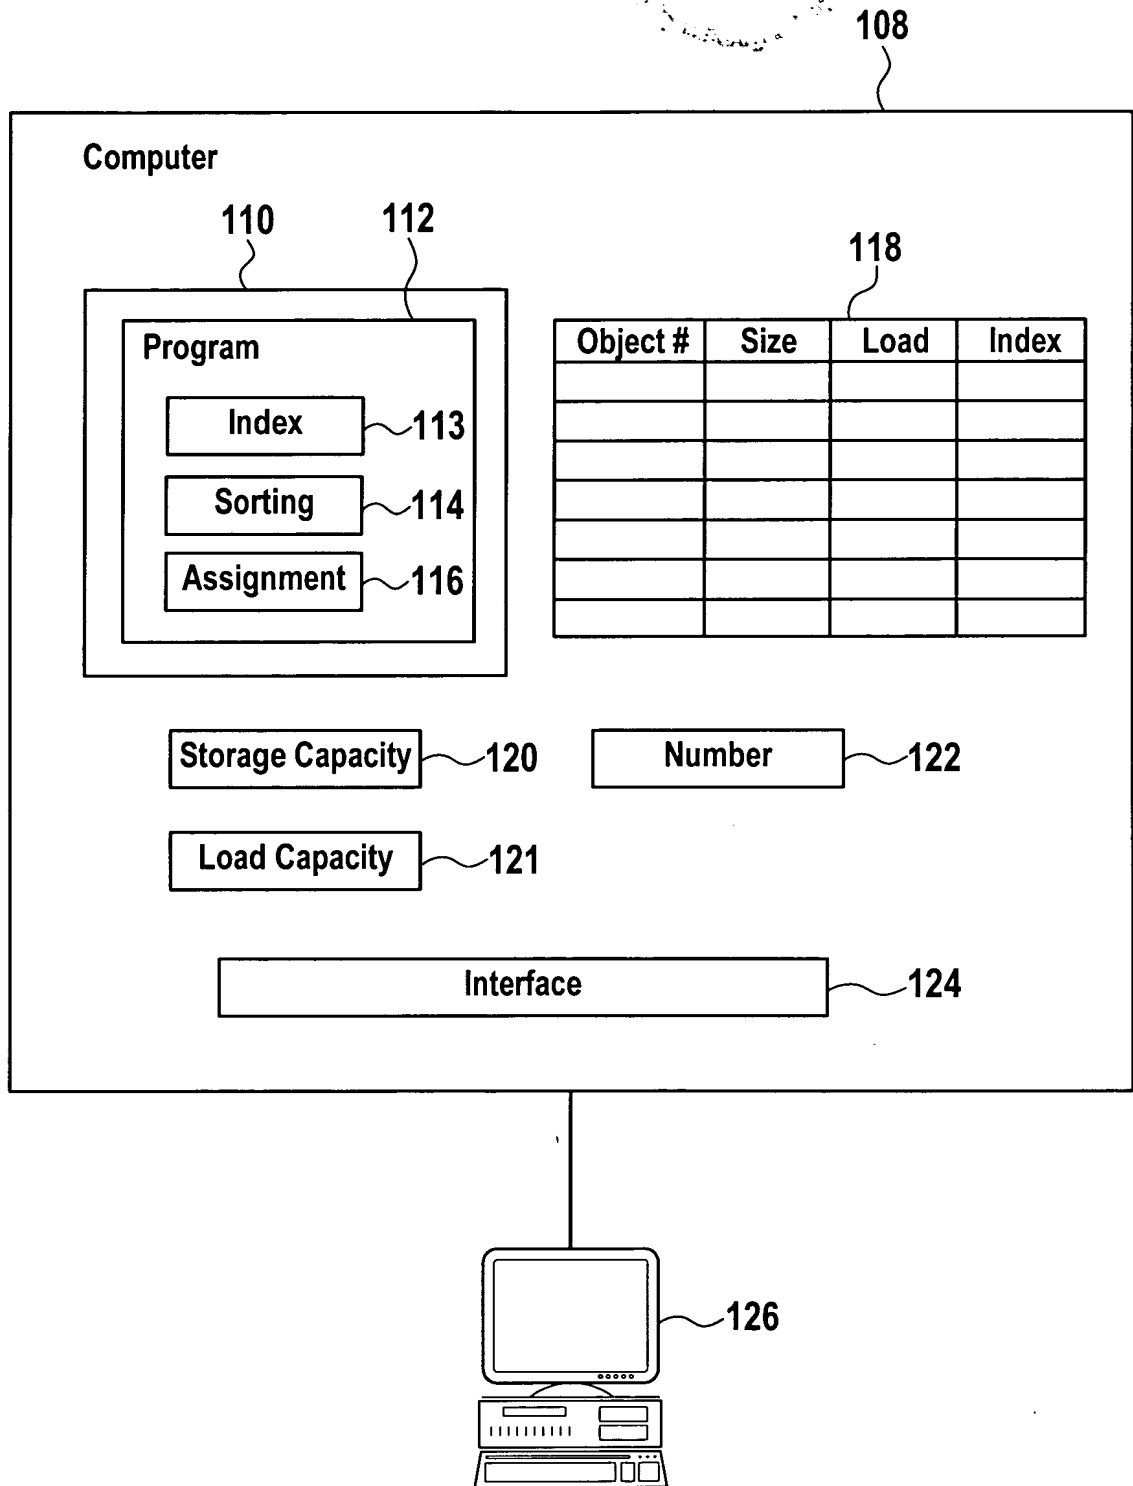 108
Computer
110
112
118
Program
Object # Size Load Index
Index
113
Sorting
114
Assignment
116
Storage Capacity
120
Number
122
Load Capacity
121
Interface
124
126